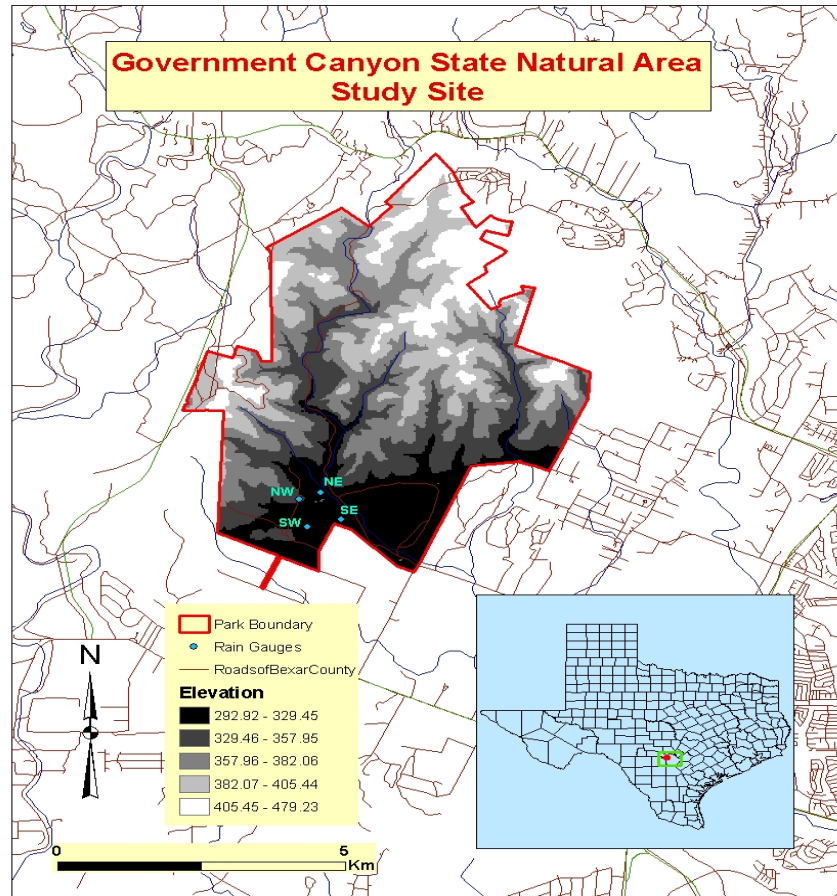 Government Canyon State Natural Area
Study Site
NW
NE
SW
SE
Park Boundary
Rain Gauges
RoadsofBexarCounty
Elevation
292.92 - 329.45
329.46 - 357.95
357.96 - 382.06
382.07 - 405.44
405.45 - 479.23
N
0
5
Km